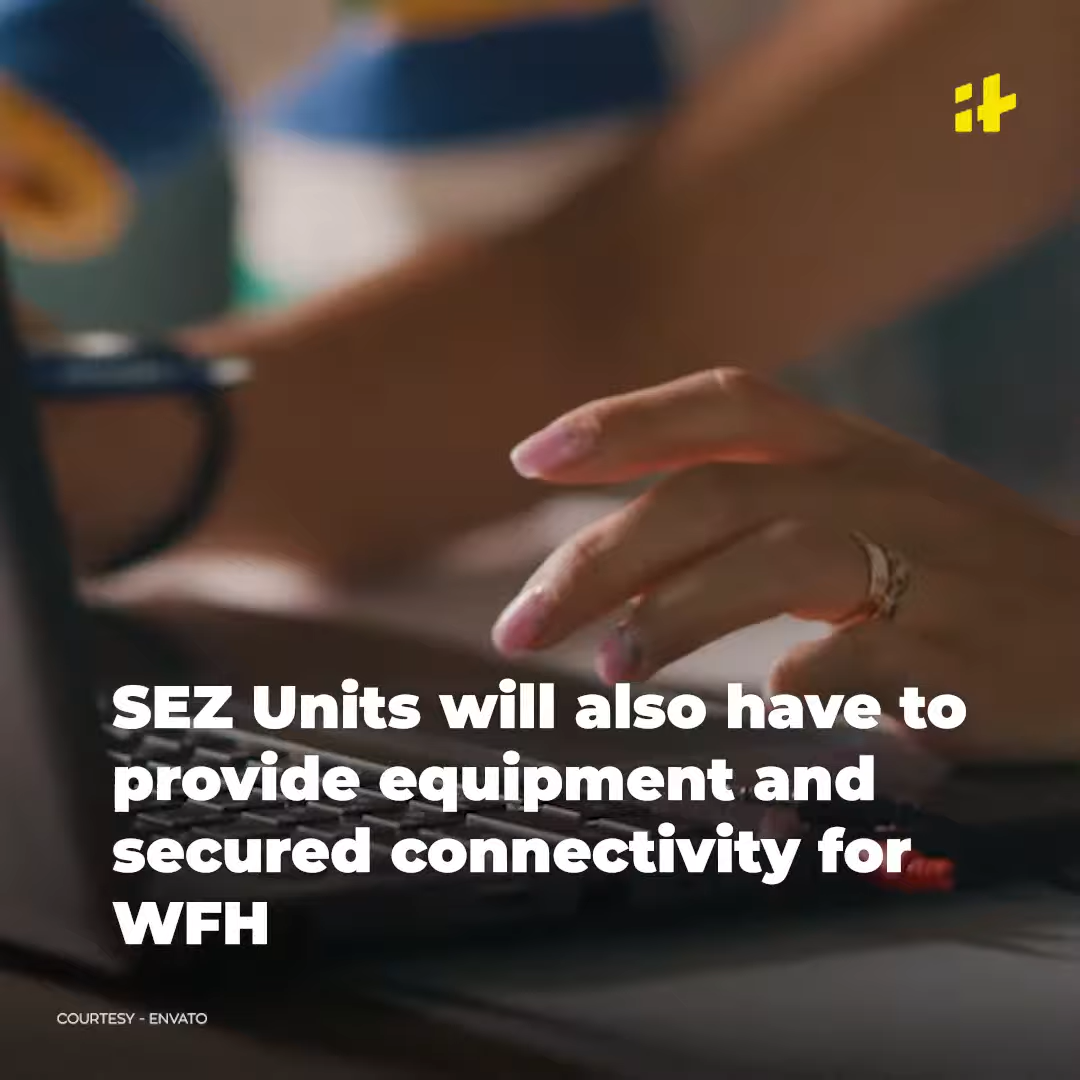 SEZ Units will also have to
provide equipment and
secured connectivity for
WFH
COURTESY - ENVATO